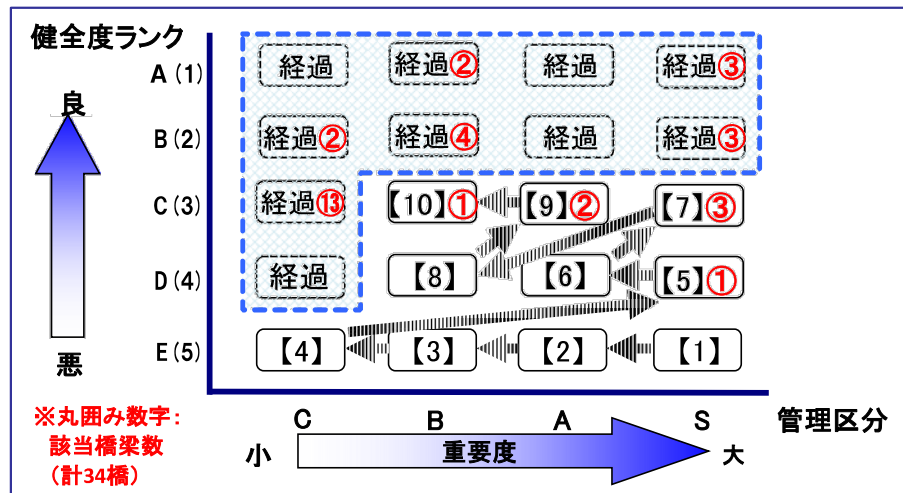 健全度ランク
A(1) 経過 経過② 経過 経過③
良
B(2) 経過② 経過④ 経過 経過③
C(3) 経過⑬ 【10】① 【9】② 【7】③
D(4) 経過 【8】 【6】 【5】①
悪
E(5) 【4】 【3】 【2】 【1】
※丸囲み数字:
該当橋梁数
(計34橋)
C B A S
管理区分
小 重要度 大